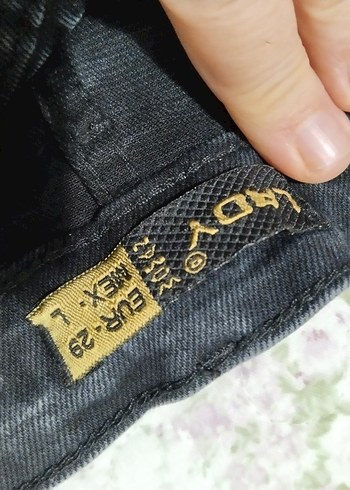 LADY ®
EUR - 29
MEX - L